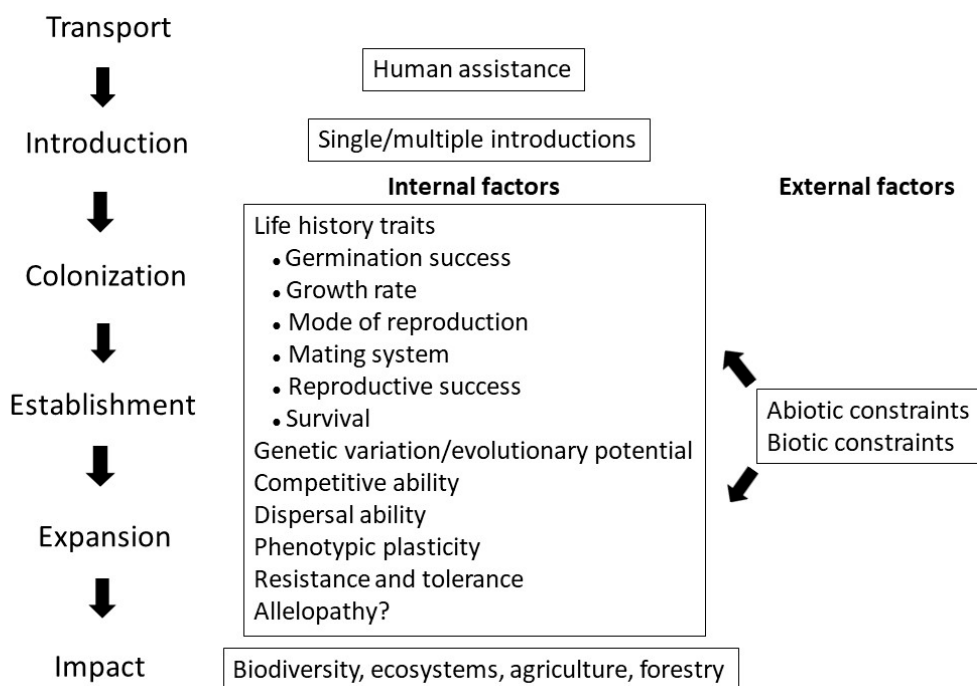 Transport
Human assistance
Introduction
Single/multiple introductions
Internal factors
External factors
Life history traits
• Germination success
Colonization
• Growth rate
• Mode of reproduction
• Mating system
• Reproductive success
Establishment
• Survival
Abiotic constraints
Biotic constraints
Genetic variation/evolutionary potential
Competitive ability
Dispersal ability
Expansion
Phenotypic plasticity
Resistance and tolerance
Allelopathy?
Impact
Biodiversity, ecosystems, agriculture, forestry